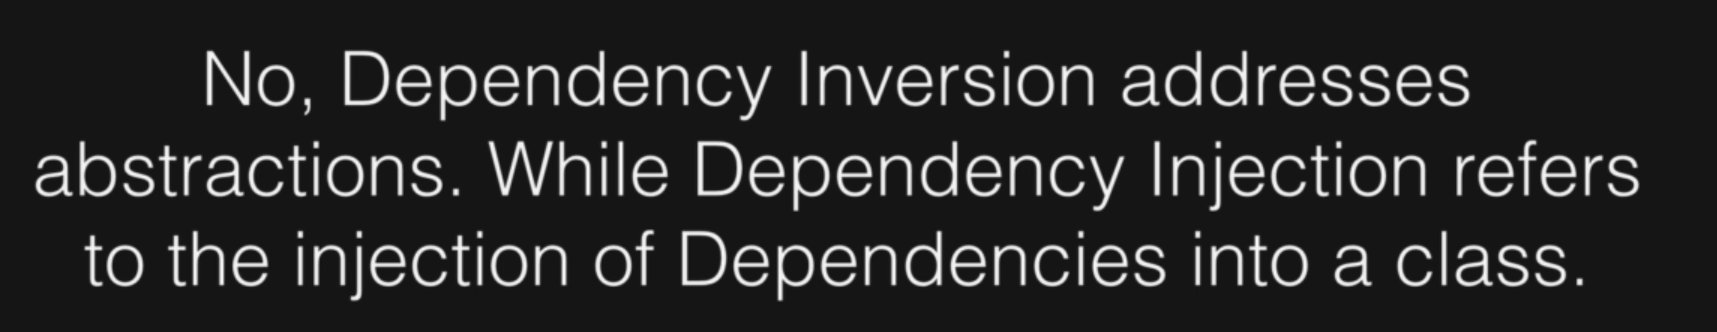 No, Dependency Inversion addresses
abstractions. While Dependency Injection refers
to the injection of Dependencies into a class.